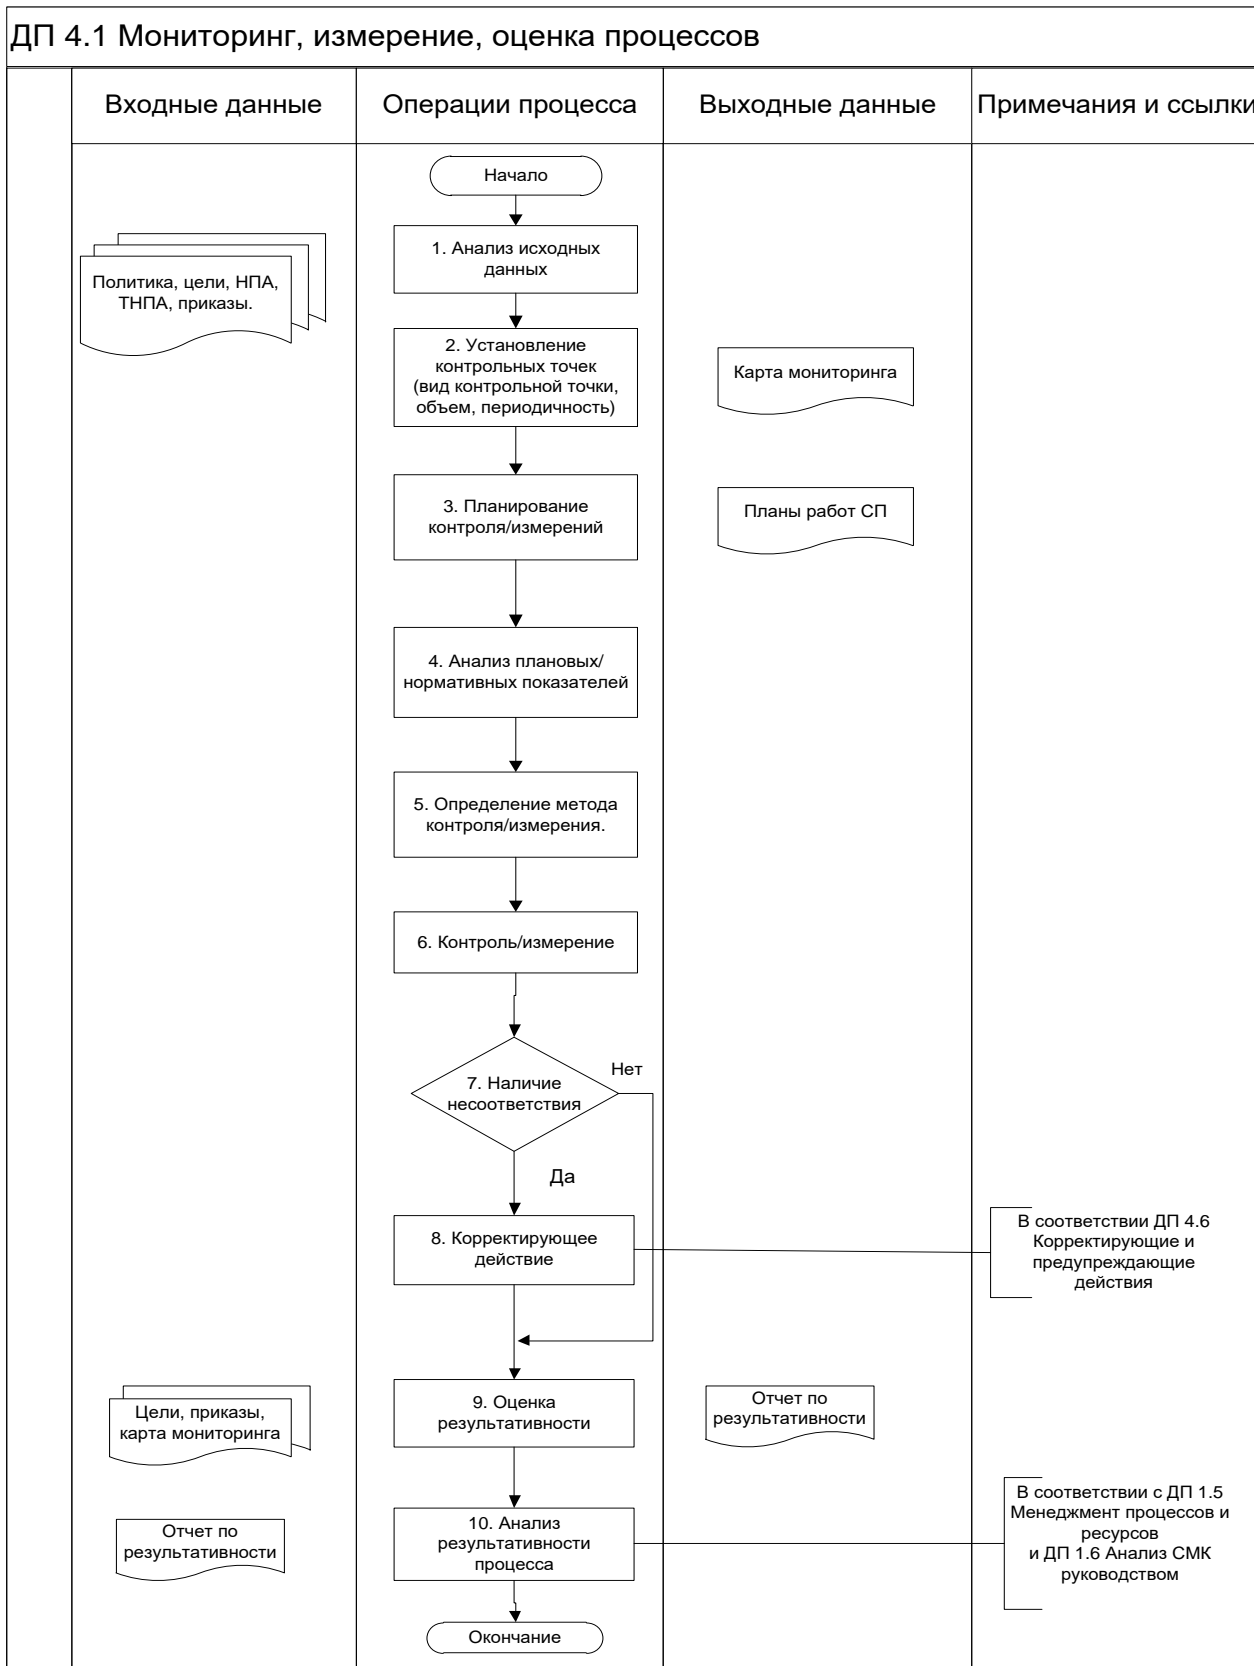 ДП 4.1 Мониторинг, измерение, оценка процессов
Входные данные
Операции процесса
Выходные данные
Примечания и ссылки
Начало
1. Анализ исходных
данных
Политика, цели, НПА,
ТНПА, приказы.
2. Установление
контрольных точек
(вид контрольной точки,
объем, периодичность)
Карта мониторинга
3. Планирование
контроля/измерений
Планы работ СП
4. Анализ плановых/
нормативных показателей
5. Определение метода
контроля/измерения.
6. Контроль/измерение
7. Наличие
несоответствия
Нет
Да
8. Корректирующее
действие
В соответствии ДП 4.6
Корректирующие и
предупреждающие
действия
9. Оценка
результативности
Цели, приказы,
карта мониторинга
Отчет по
результативности
10. Анализ
результативности
процесса
Отчет по
результативности
В соответствии с ДП 1.5
Менеджмент процессов и
ресурсов
и ДП 1.6 Анализ СМК
руководством
Окончание